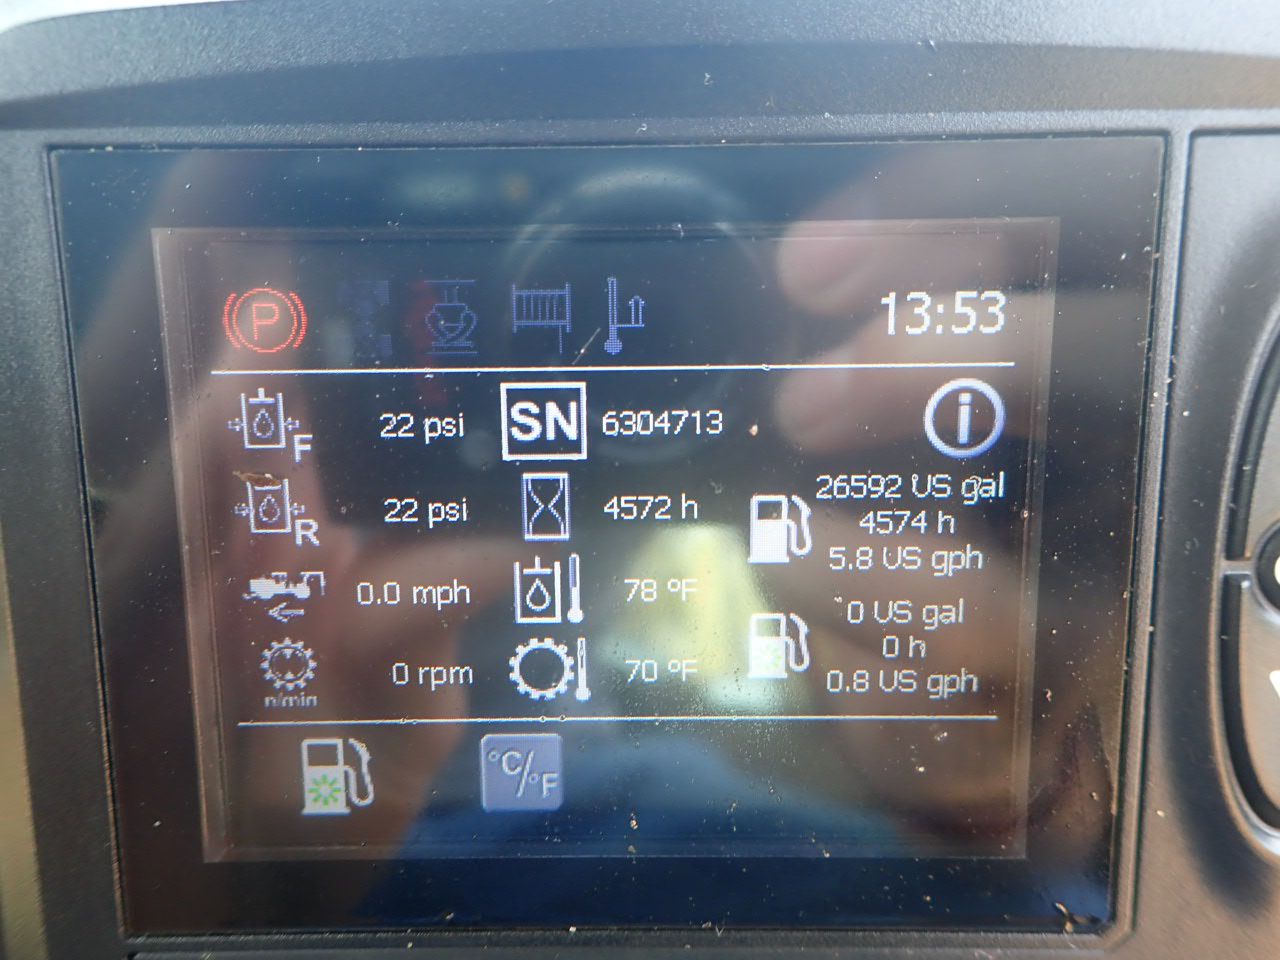 P 13:53
F 22 psi SN 6304713 i
R 22 psi 4572 h 26592 US gal
4574 h
5.8 US gph
0.0 mph 78 °F 0 US gal
0 h
n/min 0 rpm 70 °F 0.8 US gph
°C/°F